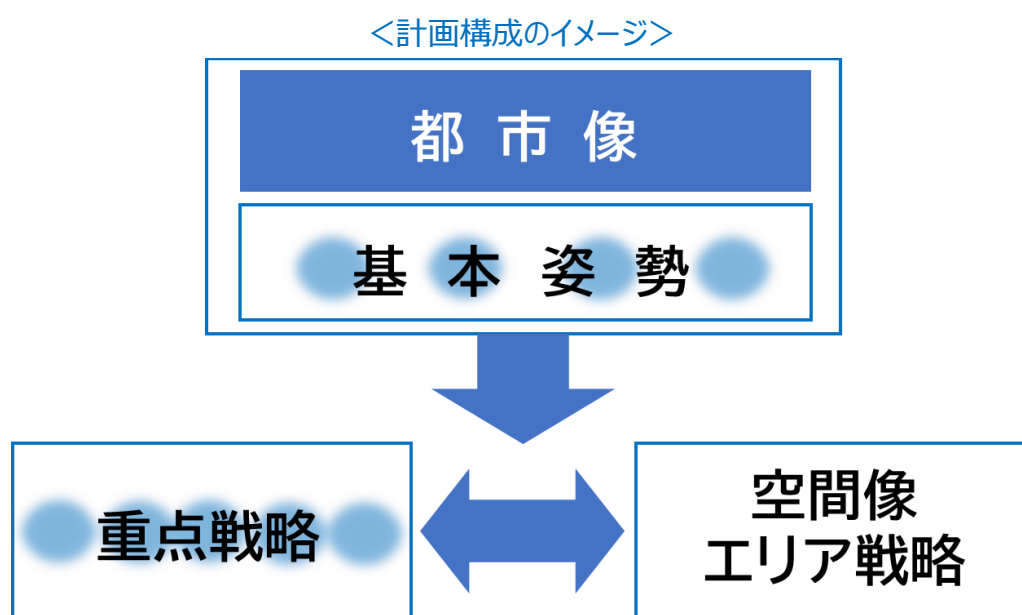 ＜計画構成のイメージ＞
都 市 像
基 本 姿 勢
重点戦略
空間像
エリア戦略